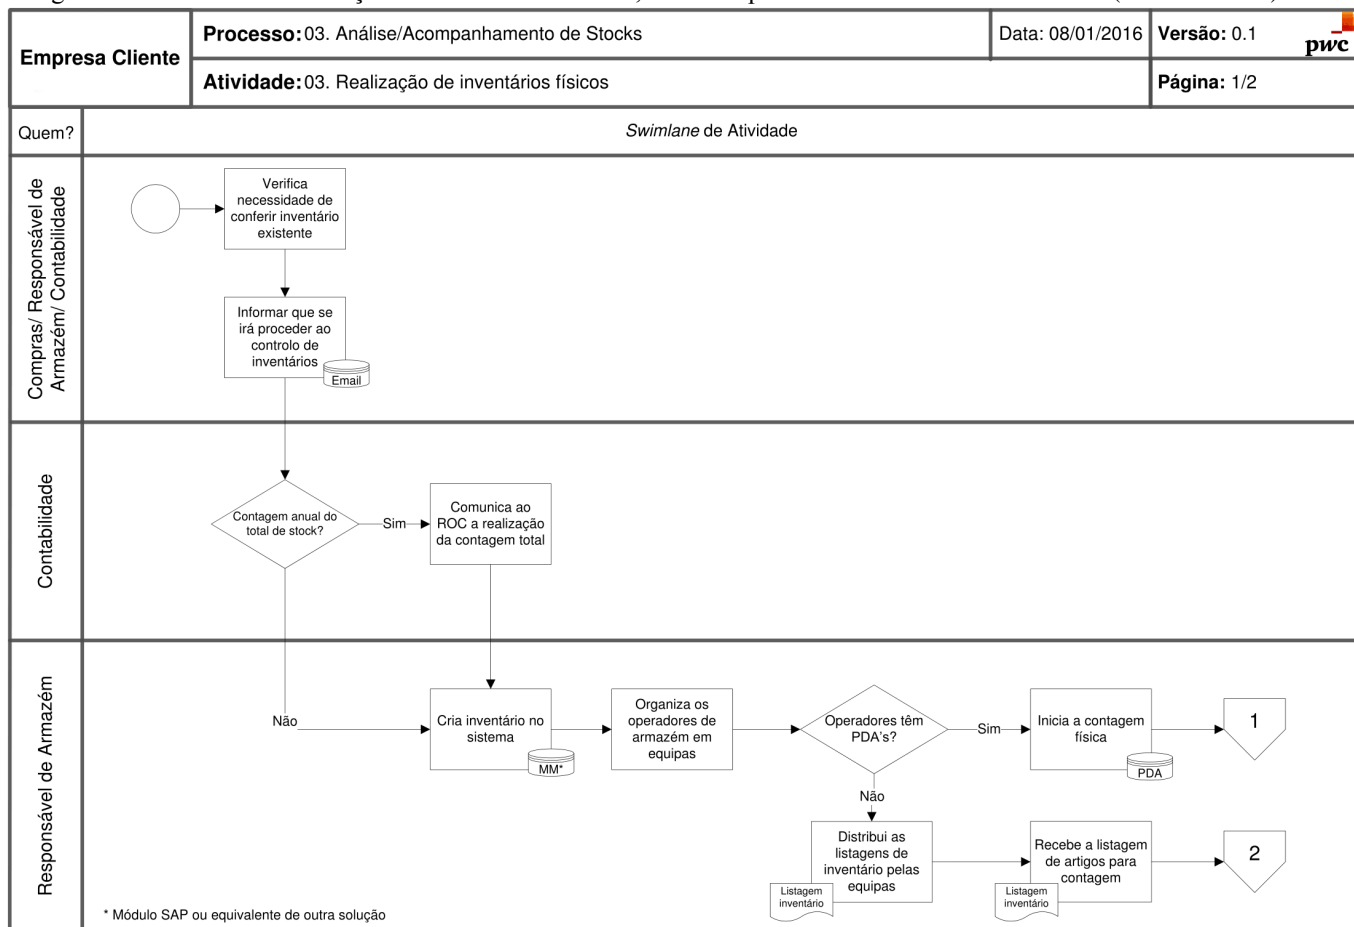 Empresa Cliente
Processo: 03. Análise/Acompanhamento de Stocks
Data: 08/01/2016
Versão: 0.1
pwc
Atividade: 03. Realização de inventários físicos
Página: 1/2
Quem?
Swimlane de Atividade
Compras/ Responsável de
Armazém/ Contabilidade
Verifica
necessidade de
conferir inventário
existente
Informar que se
irá proceder ao
controlo de
inventários
Email
Contabilidade
Contagem anual do
total de stock?
Sim
Comunica ao
ROC a realização
da contagem total
Responsável de Armazém
Não
Cria inventário no
sistema
MM*
Organiza os
operadores de
armazém em
equipas
Operadores têm
PDA's?
Sim
Inicia a contagem
física
PDA
1
Não
Distribui as
listagens de
inventário pelas
equipas
Listagem
inventário
Recebe a listagem
de artigos para
contagem
Listagem
inventário
2
* Módulo SAP ou equivalente de outra solução